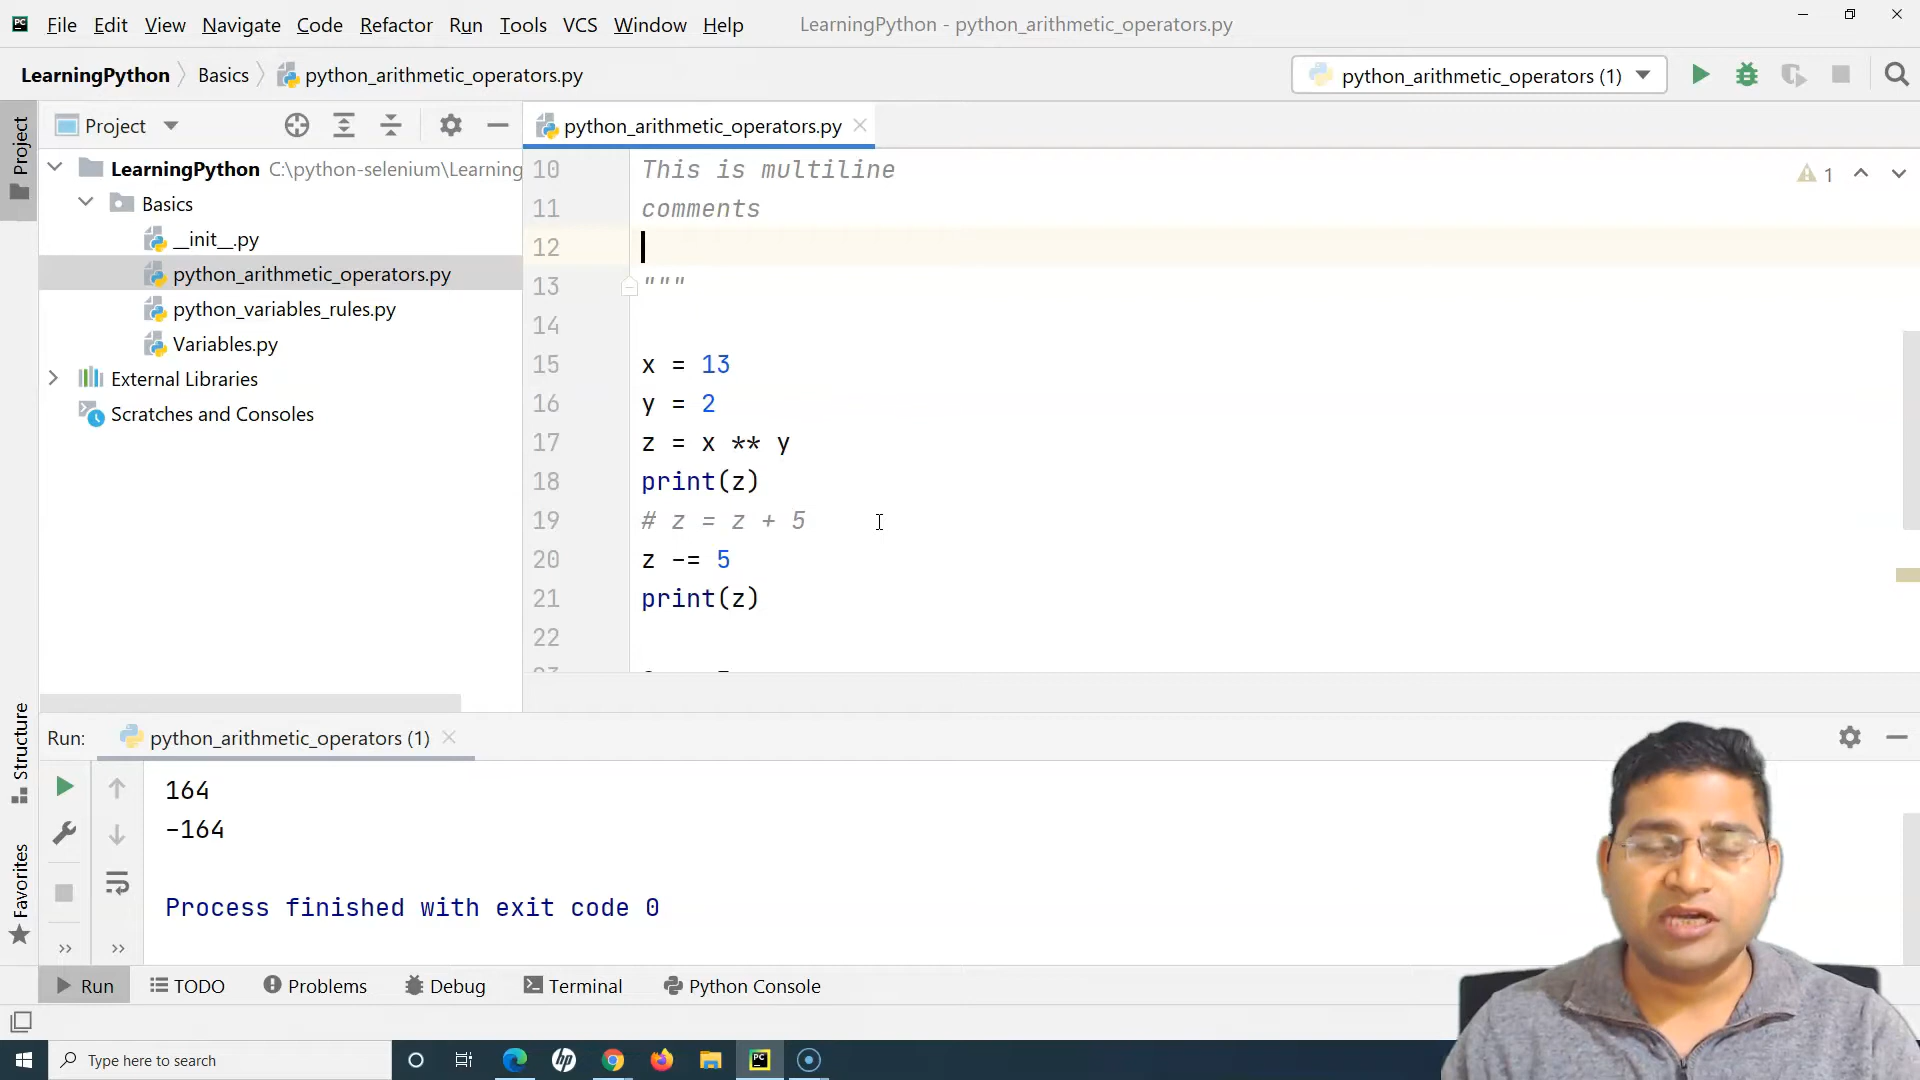 File Edit View Navigate Code Refactor Run Tools VCS Window Help LearningPython - python_arithmetic_operators.py
LearningPython Basics python_arithmetic_operators.py python_arithmetic_operators (1)
Project
Project
python_arithmetic_operators.py
LearningPython C:\python-selenium\Learning
Basics
__init__.py
python_arithmetic_operators.py
python_variables_rules.py
Variables.py
External Libraries
Scratches and Consoles
1
10 This is multiline
11 comments
12
13 """
14
15 x = 13
16 y = 2
17 z = x ** y
18 print(z)
19 # z = z + 5
20 z -= 5
21 print(z)
22
Structure
Favorites
Run: python_arithmetic_operators (1)
164
-164
Process finished with exit code 0
Run TODO Problems Debug Terminal Python Console
Type here to search
hp
PC